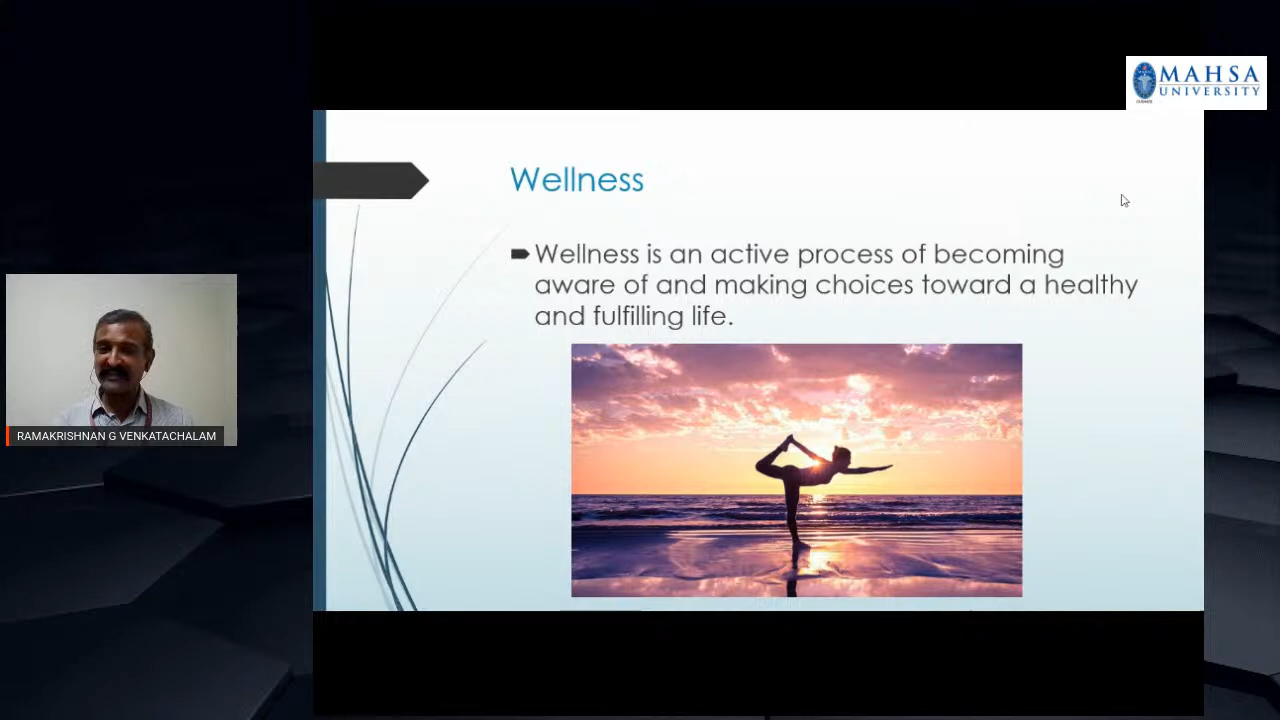 MAHSA
UNIVERSITY
Wellness
Wellness is an active process of becoming
aware of and making choices toward a healthy
and fulfilling life.
RAMAKRISHNAN G VENKATACHALAM